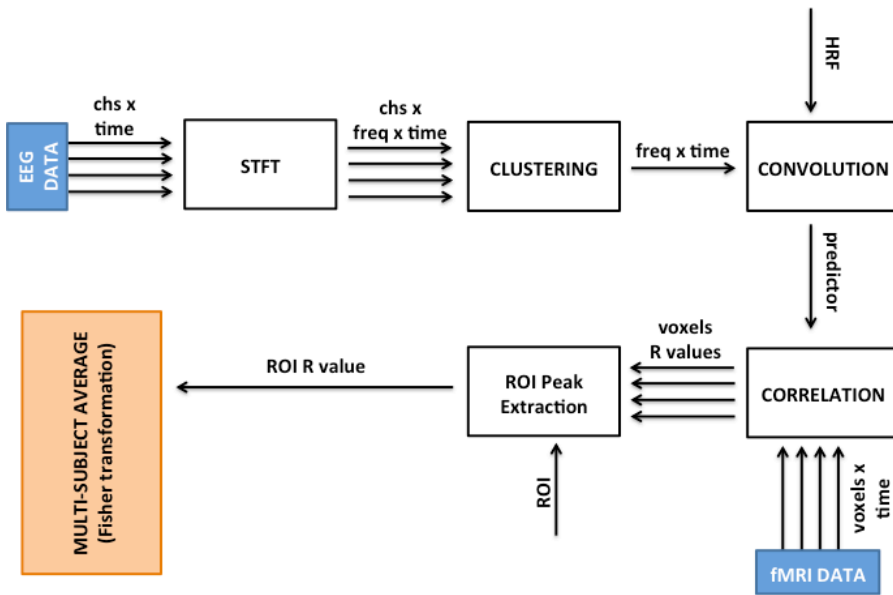 HRF
chs x
time
chs x
freq x time
EEG
DATA
STFT
CLUSTERING
freq x time
CONVOLUTION
predictor
MULTI-SUBJECT AVERAGE
(Fisher transformation)
ROI R value
ROI Peak
Extraction
voxels
R values
CORRELATION
ROI
voxels x
time
fMRI DATA